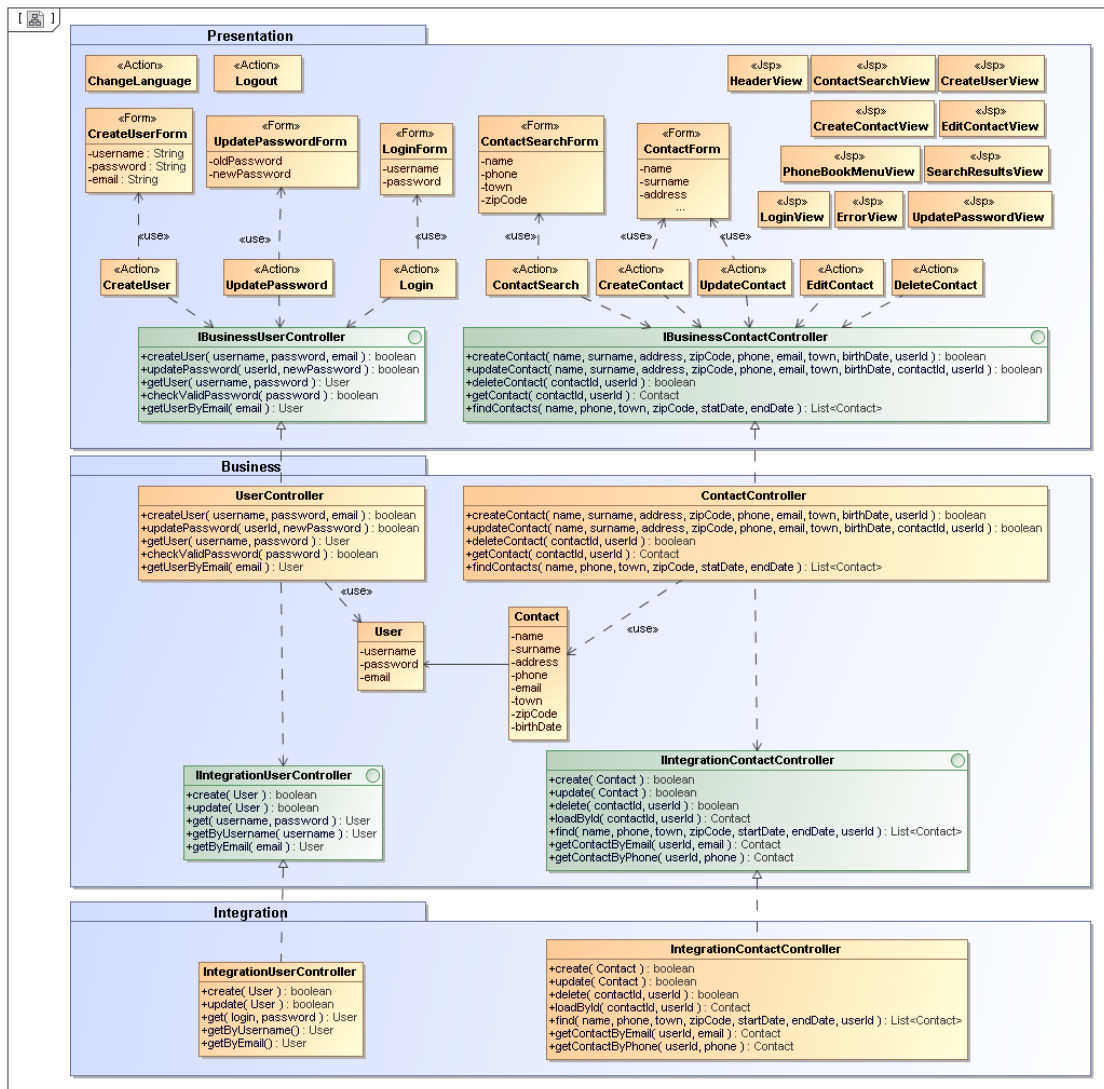 Presentation
«Action»
ChangeLanguage
«Action»
Logout
«Jsp»
HeaderView
«Jsp»
ContactSearchView
«Jsp»
CreateUserView
«Form»
CreateUserForm
-username : String
-password : String
-email : String
«Form»
UpdatePasswordForm
-oldPassword
-newPassword
«Form»
LoginForm
-username
-password
«Form»
ContactSearchForm
-name
-phone
-town
-zipCode
«Form»
ContactForm
-name
-surname
-address
...
«Jsp»
CreateContactView
«Jsp»
EditContactView
«Jsp»
PhoneBookMenuView
«Jsp»
SearchResultsView
«Jsp»
LoginView
«Jsp»
ErrorView
«Jsp»
UpdatePasswordView
«use»
«use»
«use»
«use»
«use»
«use»
«Action»
CreateUser
«Action»
UpdatePassword
«Action»
Login
«Action»
ContactSearch
«Action»
CreateContact
«Action»
UpdateContact
«Action»
EditContact
«Action»
DeleteContact
IBusinessUserController
+createUser( username, password, email ) : boolean
+updatePassword( userId, newPassword ) : boolean
+getUser( username, password ) : User
+checkValidPassword( password ) : boolean
+getUserByEmail( email ) : User
IBusinessContactController
+createContact( name, surname, address, zipCode, phone, email, town, birthDate, userId ) : boolean
+updateContact( name, surname, address, zipCode, phone, email, town, birthDate, contactId, userId ) : boolean
+deleteContact( contactId, userId ) : boolean
+getContact( contactId, userId ) : Contact
+findContacts( name, phone, town, zipCode, statDate, endDate ) : List<Contact>
Business
UserController
+createUser( username, password, email ) : boolean
+updatePassword( userId, newPassword ) : boolean
+getUser( username, password ) : User
+checkValidPassword( password ) : boolean
+getUserByEmail( email ) : User
ContactController
+createContact( name, surname, address, zipCode, phone, email, town, birthDate, userId ) : boolean
+updateContact( name, surname, address, zipCode, phone, email, town, birthDate, contactId, userId ) : boolean
+deleteContact( contactId, userId ) : boolean
+getContact( contactId, userId ) : Contact
+findContacts( name, phone, town, zipCode, statDate, endDate ) : List<Contact>
«use»
«use»
User
-username
-password
-email
Contact
-name
-surname
-address
-phone
-email
-town
-zipCode
-birthDate
IIntegrationUserController
+create( User ) : boolean
+update( User ) : boolean
+get( username, password ) : User
+getByUsername( username ) : User
+getByEmail( email ) : User
IIntegrationContactController
+create( Contact ) : boolean
+update( Contact ) : boolean
+delete( contactId, userId ) : boolean
+loadById( contactId, userId ) : Contact
+find( name, phone, town, zipCode, startDate, endDate, userId ) : List<Contact>
+getContactByEmail( userId, email ) : Contact
+getContactByPhone( userId, phone ) : Contact
Integration
IntegrationUserController
+create( User ) : boolean
+update( User ) : boolean
+get( login, password ) : User
+getByUsername() : User
+getByEmail() : User
IntegrationContactController
+create( Contact ) : boolean
+update( Contact ) : boolean
+delete( contactId, userId ) : boolean
+loadById( contactId, userId ) : Contact
+find( name, phone, town, zipCode, startDate, endDate, userId ) : List<Contact>
+getContactByEmail( userId, email ) : Contact
+getContactByPhone( userId, phone ) : Contact